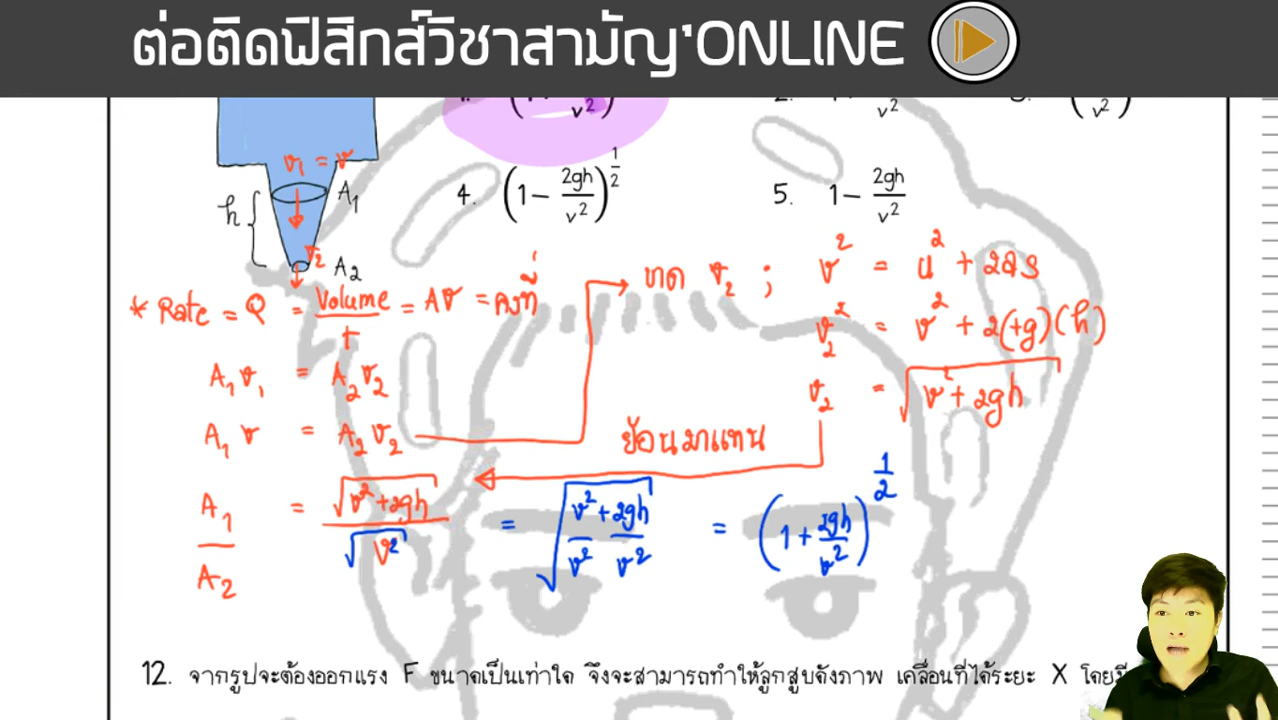 ต่อติดฟิสิกส์วิชาสามัญ'ONLINE
v₁ = v
h { A₁
v₂ A₂
4. (1 − 2gh/v²)^½
5. 1 − 2gh/v²
* Rate = Q = Volume/t = Av = คงที่
A₁v₁ = A₂v₂
A₁v = A₂v₂
หา v₂ ; v² = u² + 2as
v₂² = v² + 2(+g)(h)
v₂ = √(v² + 2gh)
ย้อนมาแทน
A₁/A₂ = √(v² + 2gh)/√v² = √(v²/v² + 2gh/v²) = (1 + 2gh/v²)^½
12. จากรูปจะต้องออกแรง F ขนาดเป็นเท่าใด จึงจะสามารถทำให้ลูกสูบดังภาพ เคลื่อนที่ได้ระยะ X โดย